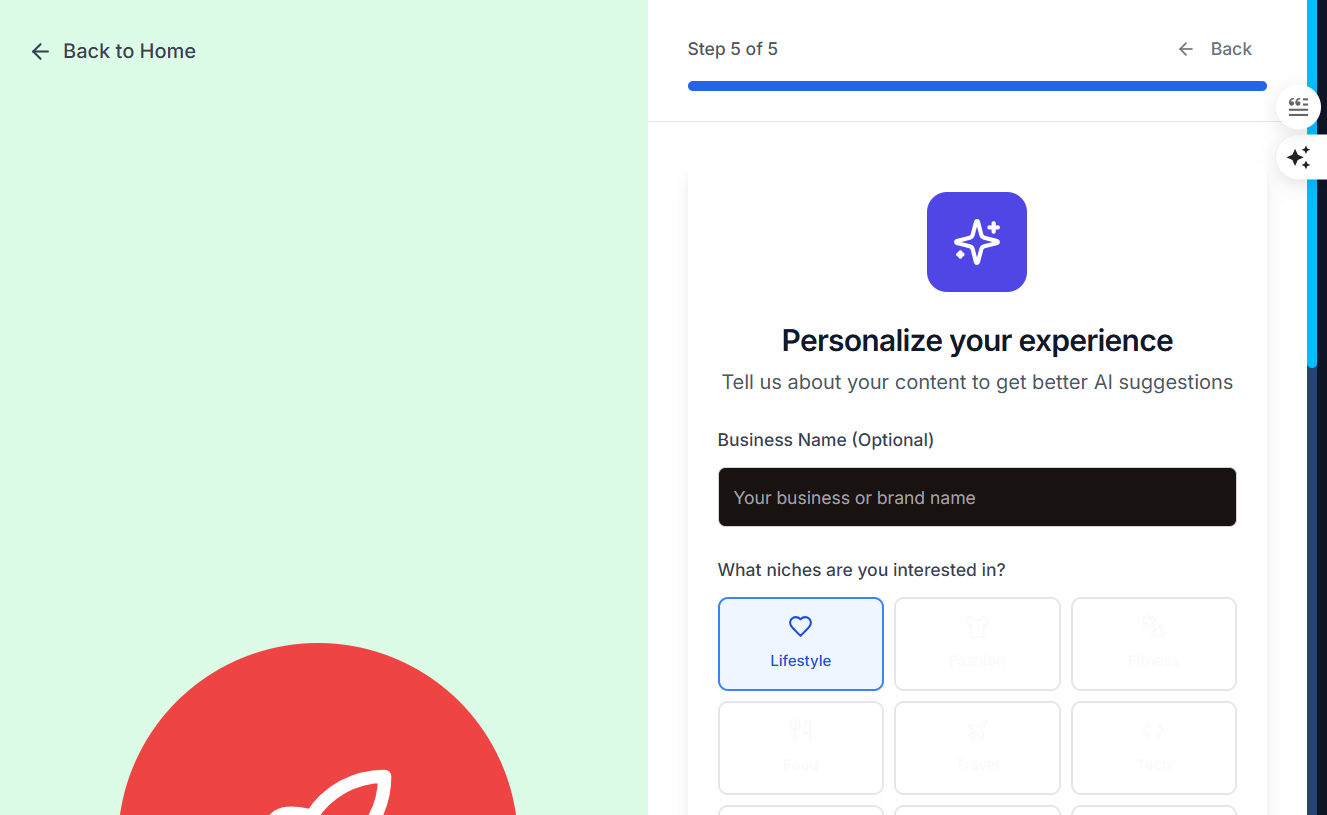 Back to Home
Step 5 of 5
Back
Personalize your experience
Tell us about your content to get better AI suggestions
Business Name (Optional)
Your business or brand name
What niches are you interested in?
Lifestyle
Fashion
Fitness
Food
Travel
Tech